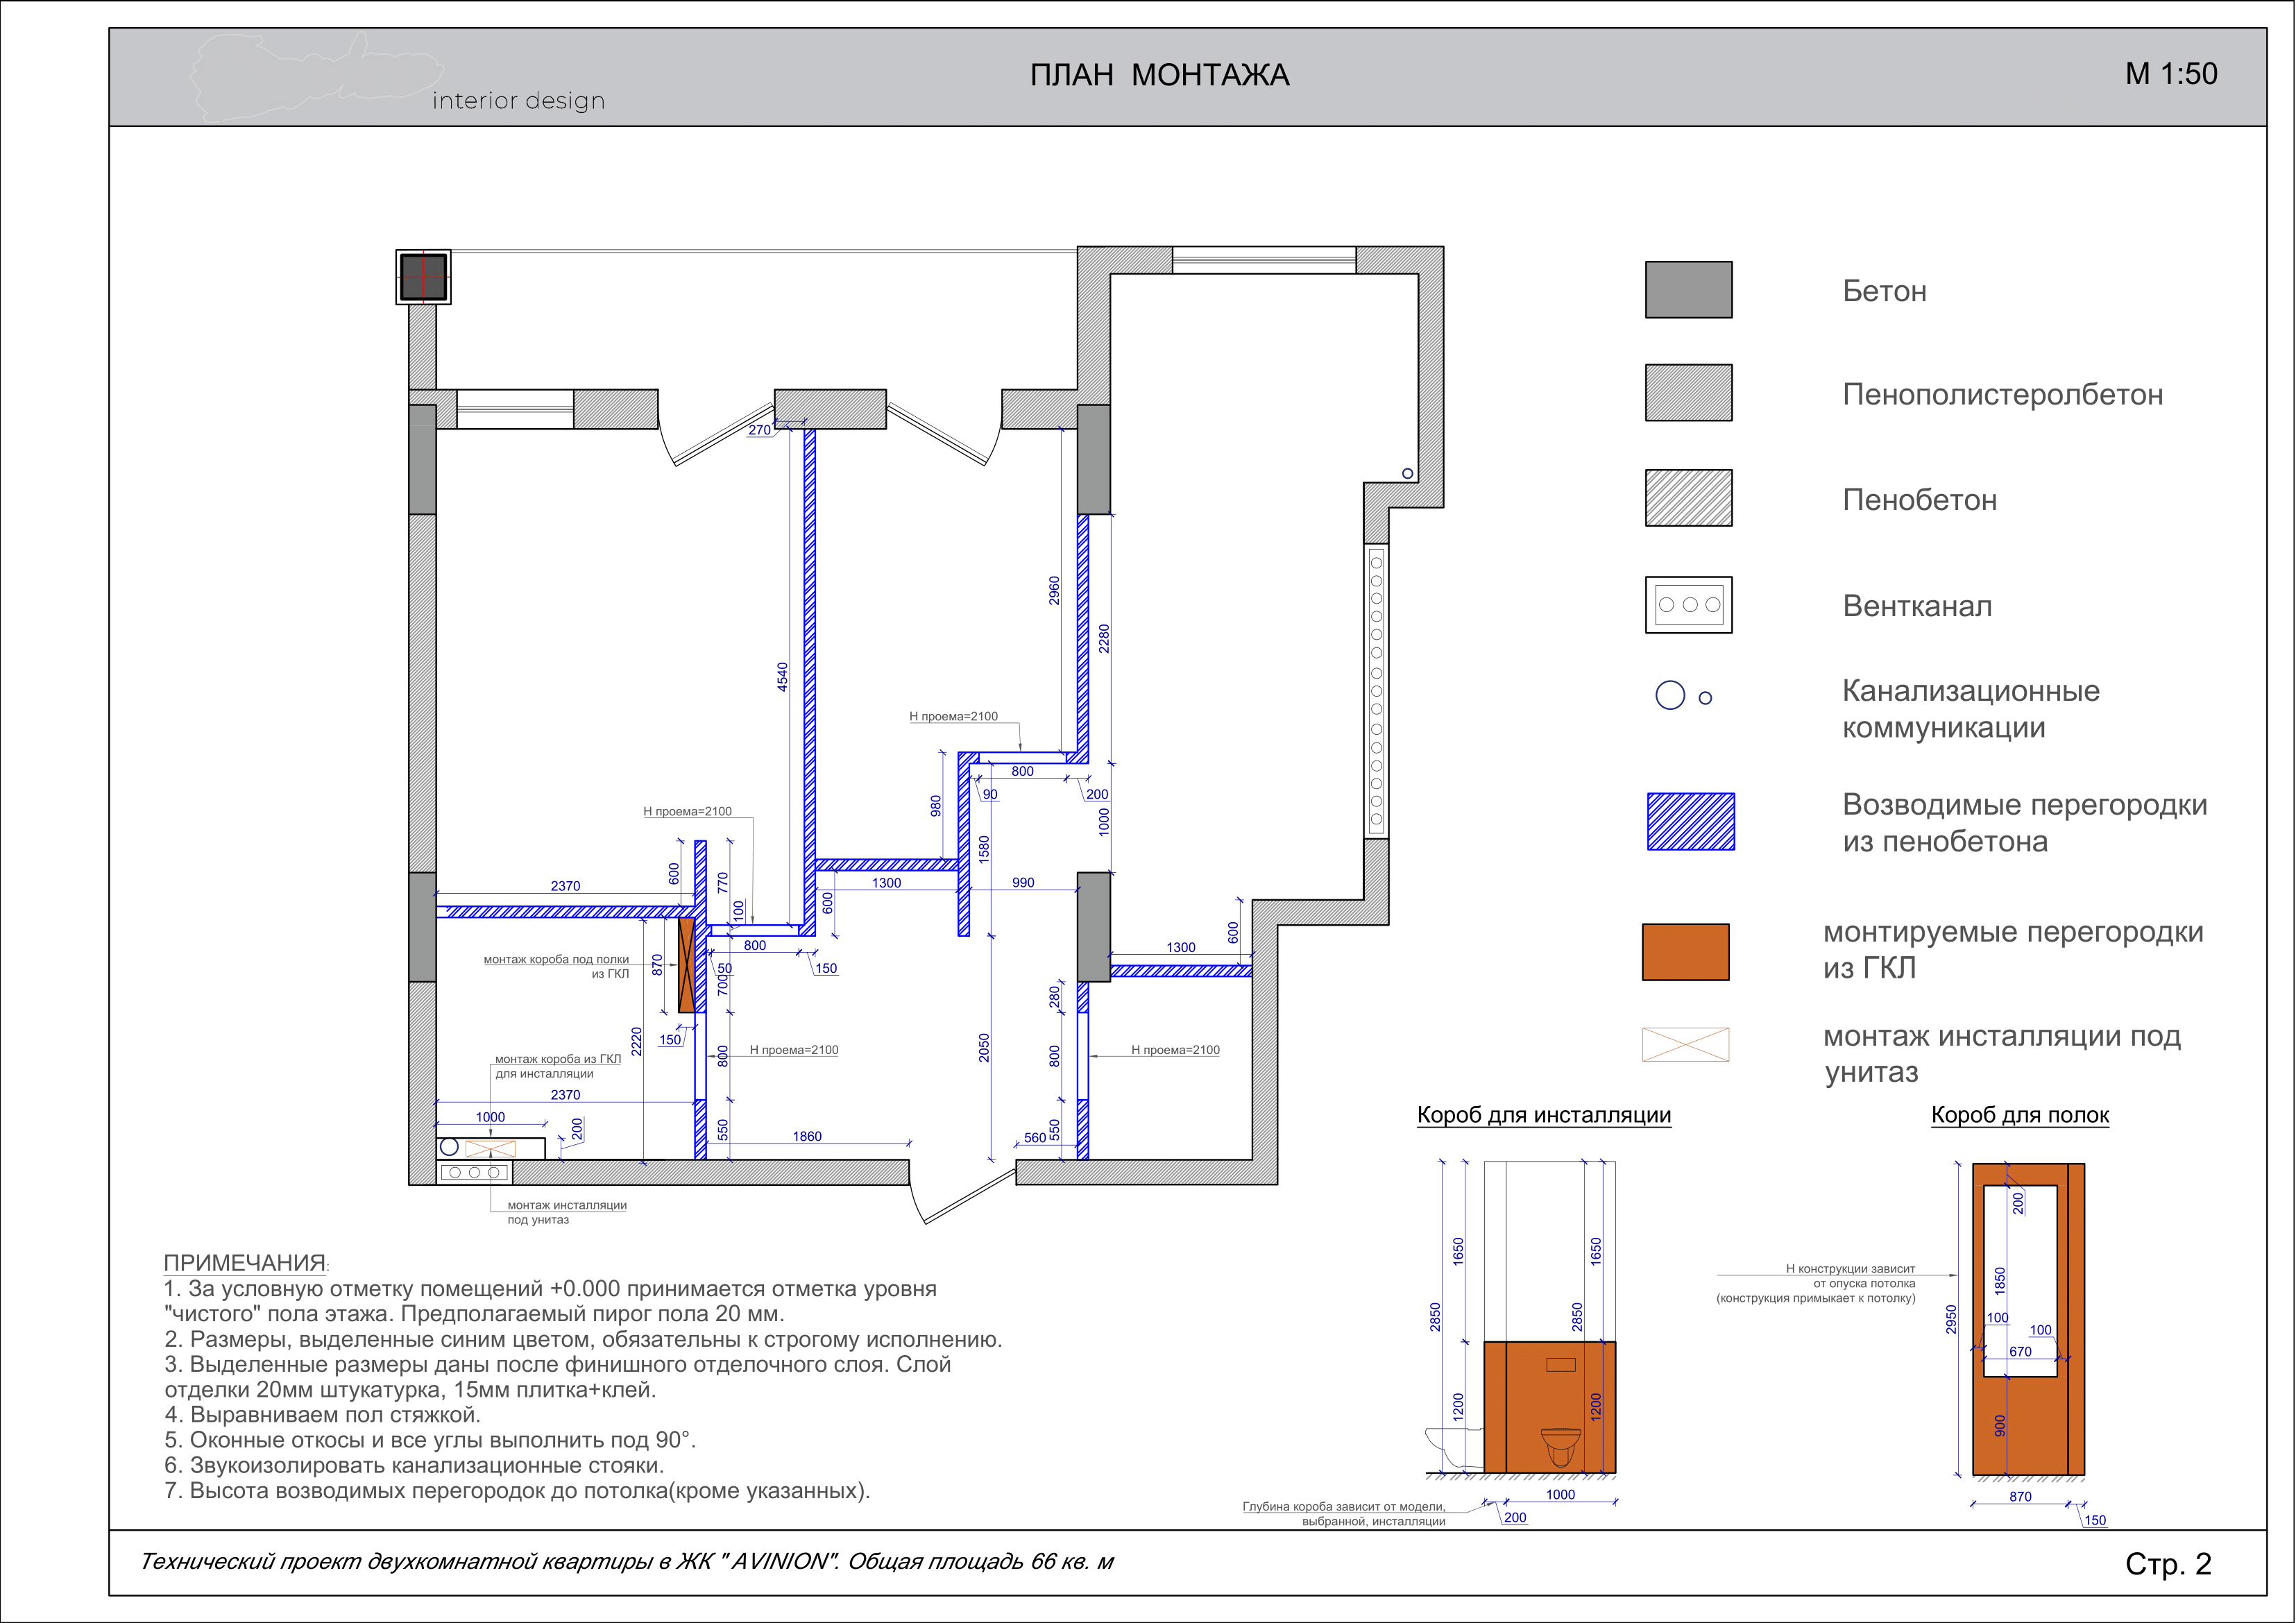 interior design
ПЛАН МОНТАЖА
М 1:50
270
4540
2960
2280
Н проема=2100
800
90
200
980
1580
1000
Н проема=2100
600
770
100
2370
1300
600
990
800
50
150
монтаж короба под полки
из ГКЛ
870
700
150
2220
1300
600
280
2050
800
Н проема=2100
800
Н проема=2100
монтаж короба из ГКЛ
для инсталляции
2370
1000
200
550
1860
560
550
монтаж инсталляции
под унитаз
Бетон
Пенополистеролбетон
Пенобетон
Вентканал
Канализационные
коммуникации
Возводимые перегородки
из пенобетона
монтируемые перегородки
из ГКЛ
монтаж инсталляции под
унитаз
Короб для инсталляции
2850
1650
1200
2850
1650
1200
1000
200
Глубина короба зависит от модели,
выбранной, инсталляции
Короб для полок
Н конструкции зависит
от опуска потолка
(конструкция примыкает к потолку)
2950
200
1850
100
100
670
900
870
150
ПРИМЕЧАНИЯ:
1. За условную отметку помещений +0.000 принимается отметка уровня
"чистого" пола этажа. Предполагаемый пирог пола 20 мм.
2. Размеры, выделенные синим цветом, обязательны к строгому исполнению.
3. Выделенные размеры даны после финишного отделочного слоя. Слой
отделки 20мм штукатурка, 15мм плитка+клей.
4. Выравниваем пол стяжкой.
5. Оконные откосы и все углы выполнить под 90°.
6. Звукоизолировать канализационные стояки.
7. Высота возводимых перегородок до потолка(кроме указанных).
Технический проект двухкомнатной квартиры в ЖК " AVINION". Общая площадь 66 кв. м
Стр. 2